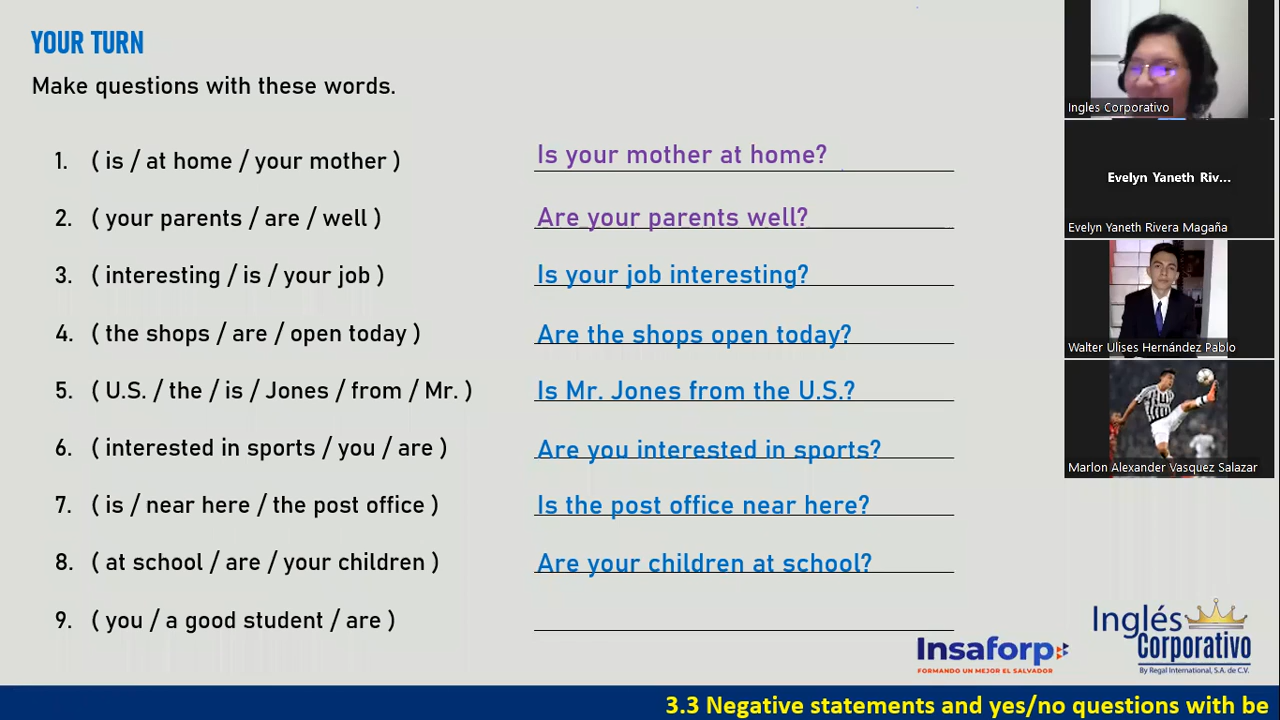 YOUR TURN
Make questions with these words.
1. ( is / at home / your mother ) Is your mother at home?
2. ( your parents / are / well ) Are your parents well?
3. ( interesting / is / your job ) Is your job interesting?
4. ( the shops / are / open today ) Are the shops open today?
5. ( U.S. / the / is / Jones / from / Mr. ) Is Mr. Jones from the U.S.?
6. ( interested in sports / you / are ) Are you interested in sports?
7. ( is / near here / the post office ) Is the post office near here?
8. ( at school / are / your children ) Are your children at school?
9. ( you / a good student / are )
Ingles Corporativo
Evelyn Yaneth Riv...
Evelyn Yaneth Rivera Magaña
Walter Ulises Hernández Pablo
Marlon Alexander Vasquez Salazar
Insaforp
FORMANDO UN MEJOR EL SALVADOR
Inglés
Corporativo
By Regal International, S.A. de C.V.
3.3 Negative statements and yes/no questions with be